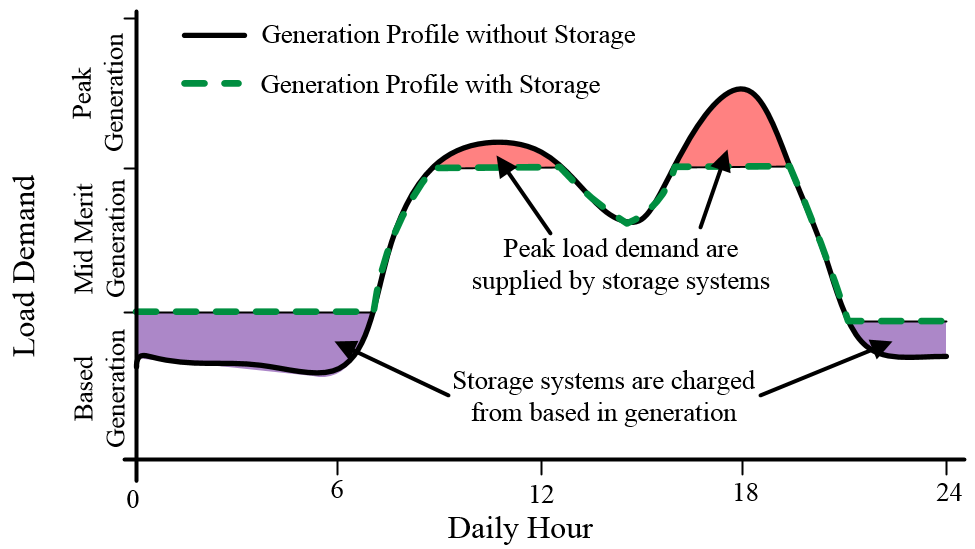 Generation Profile without Storage
Generation Profile with Storage
Peak
Generation
Mid Merit
Generation
Based
Generation
Load Demand
Peak load demand are
supplied by storage systems
Storage systems are charged
from based in generation
0
6
12
18
24
Daily Hour